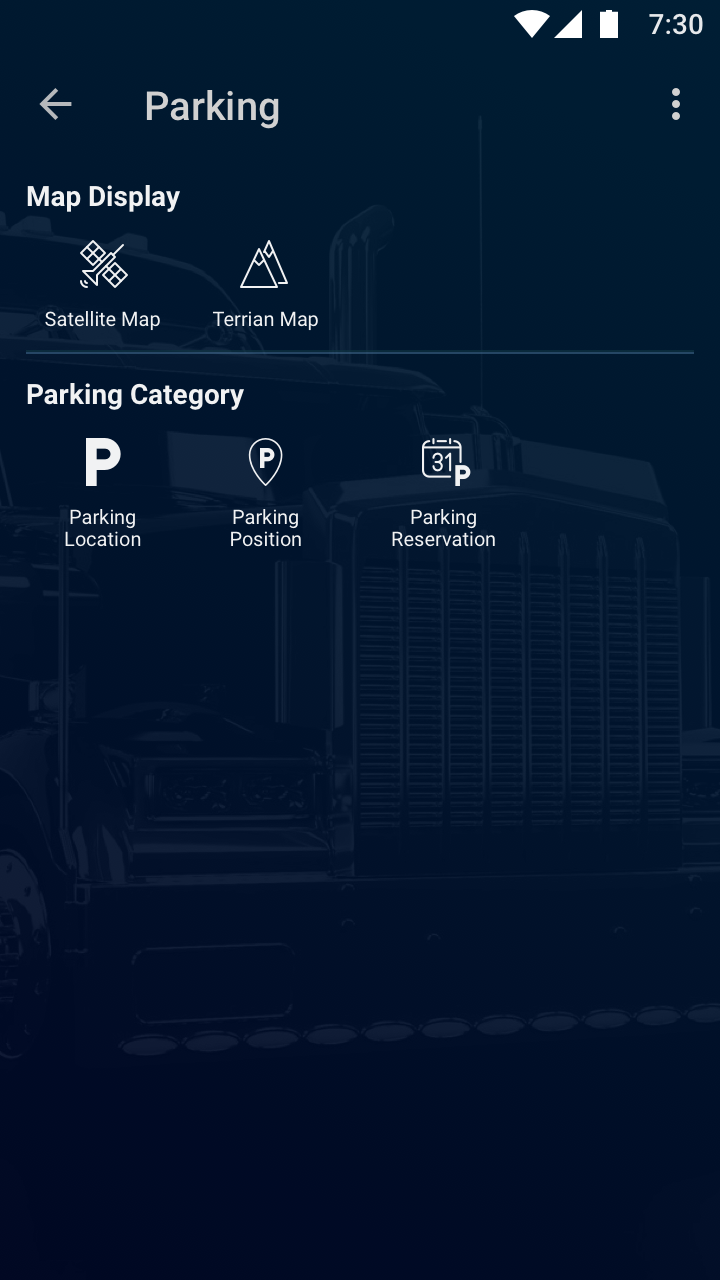 7:30
Parking
Map Display
Satellite Map
Terrian Map
Parking Category
P
P
31
P
Parking
Location
Parking
Position
Parking
Reservation